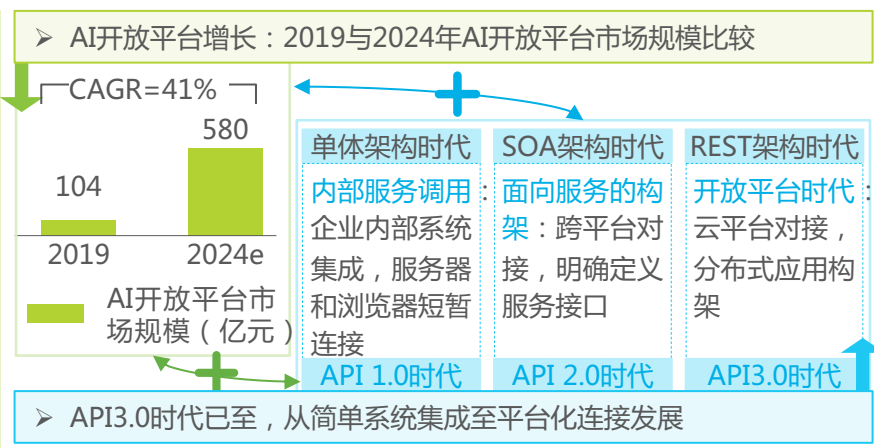 ➢ AI开放平台增长：2019与2024年AI开放平台市场规模比较
CAGR=41%
580
104
2019
2024e
AI开放平台市
场规模（亿元）
单体架构时代
内部服务调用：
企业内部系统
集成，服务器
和浏览器短暂
连接
API 1.0时代
SOA架构时代
面向服务的构
架：跨平台对
接，明确定义
服务接口
API 2.0时代
REST架构时代
开放平台时代：
云平台对接，
分布式应用构
架
API3.0时代
➢ API3.0时代已至，从简单系统集成至平台化连接发展